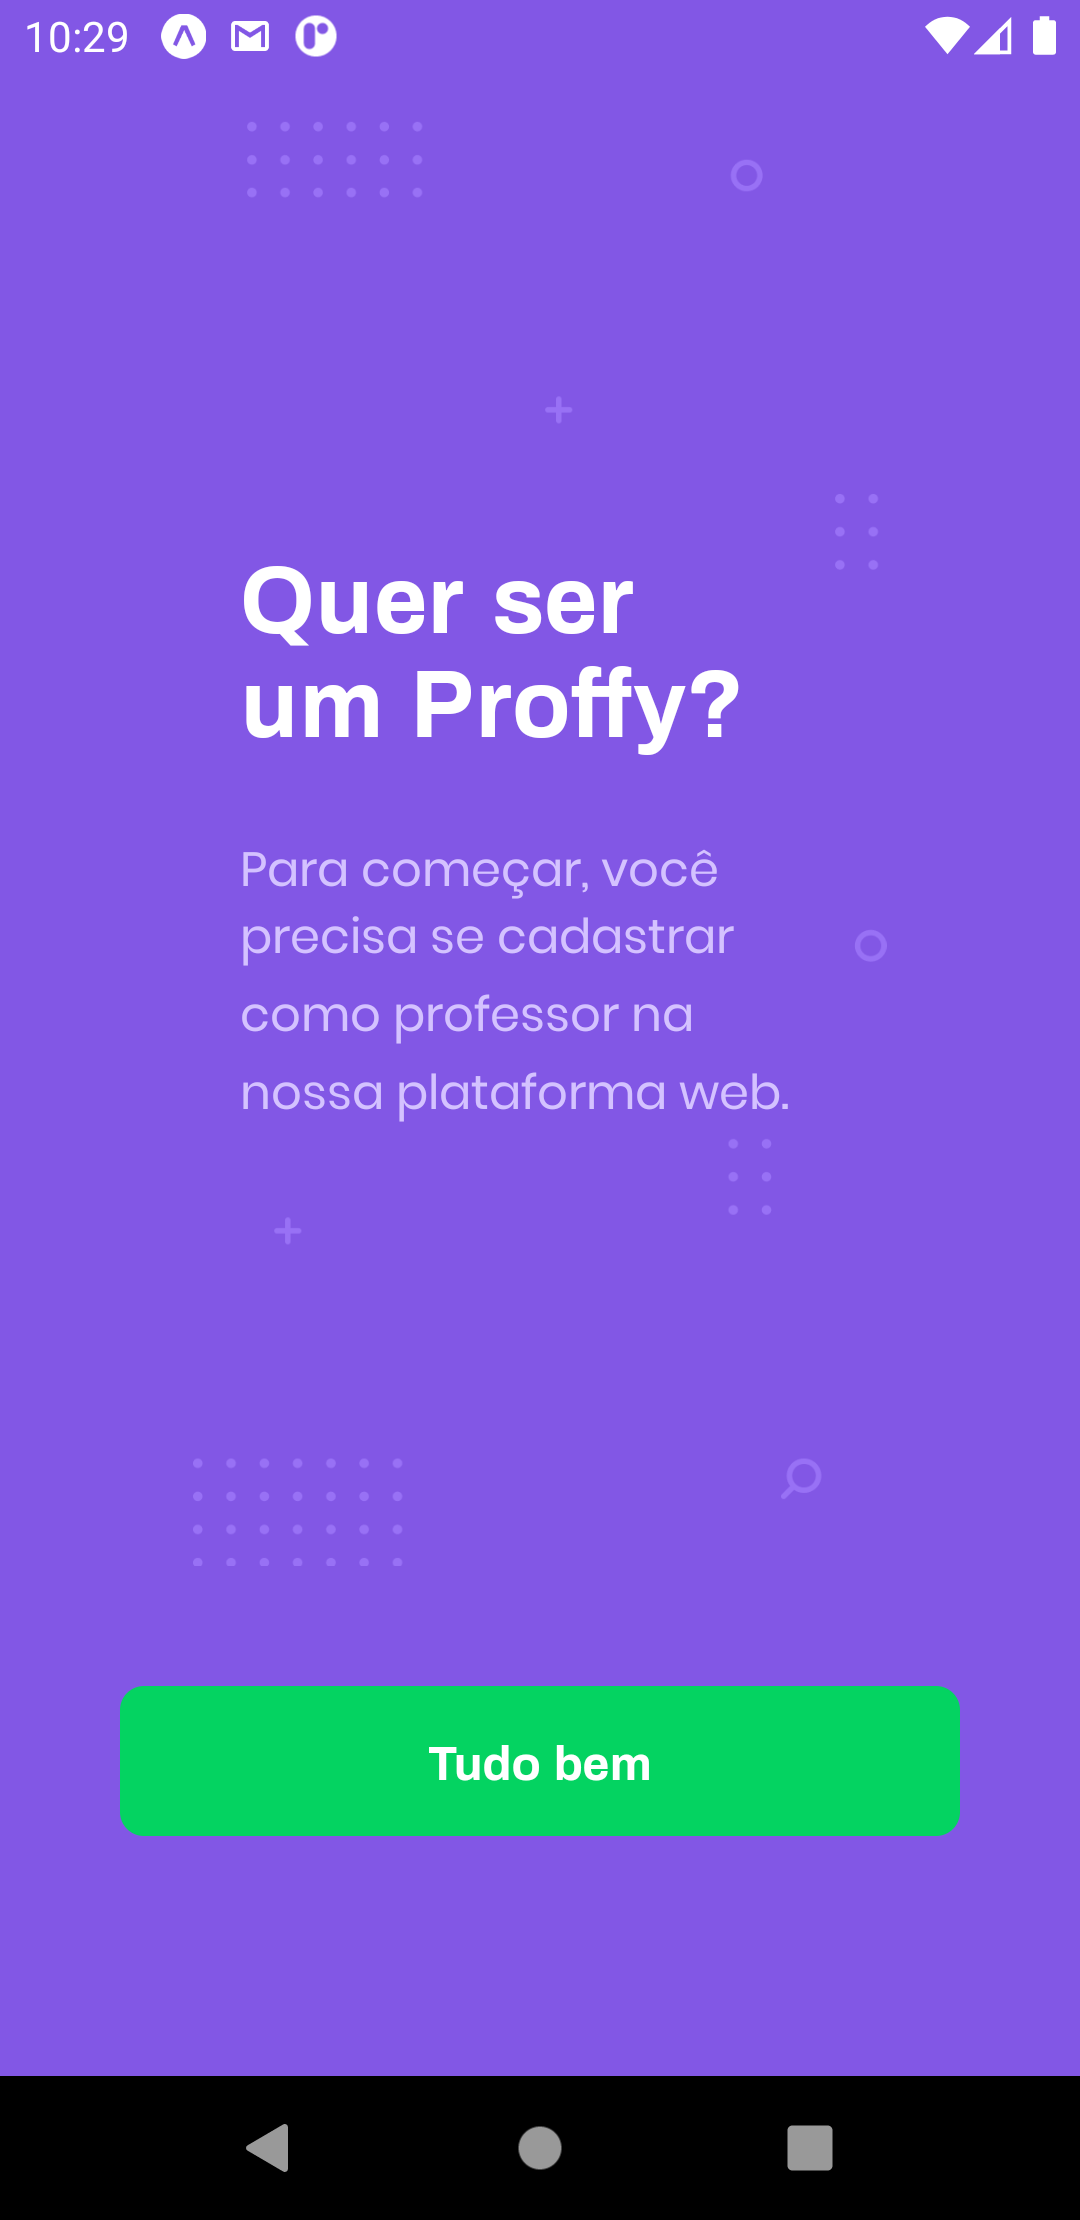 10:29
Quer ser
um Proffy?
Para começar, você
precisa se cadastrar
como professor na
nossa plataforma web.
Tudo bem